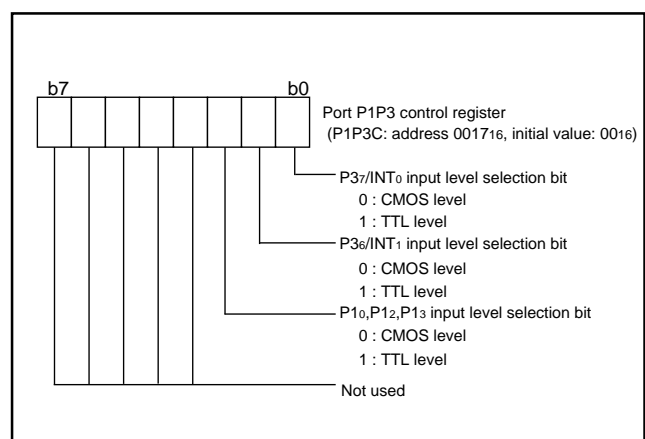 b7 b0
Port P1P3 control register
(P1P3C: address 001716, initial value: 0016)
P37/INT0 input level selection bit
0 : CMOS level
1 : TTL level
P36/INT1 input level selection bit
0 : CMOS level
1 : TTL level
P10,P12,P13 input level selection bit
0 : CMOS level
1 : TTL level
Not used